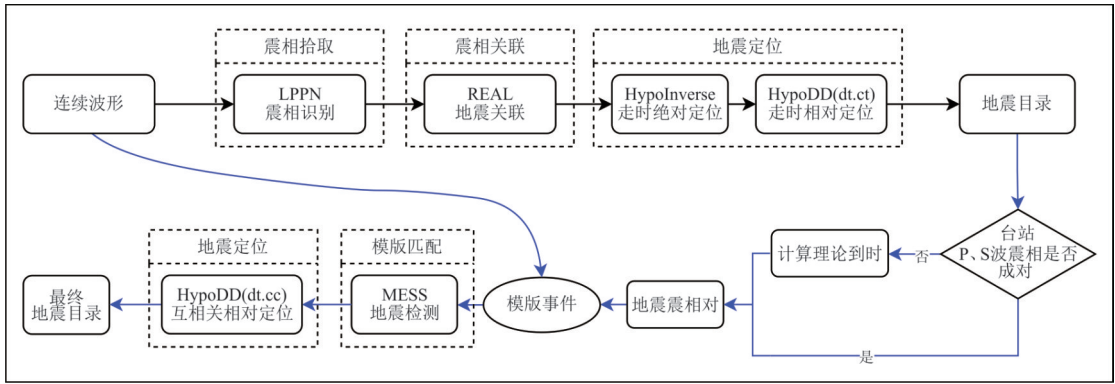 震相拾取
震相关联
地震定位
连续波形
LPPN
震相识别
REAL
地震关联
HypoInverse
走时绝对定位
HypoDD(dt.ct)
走时相对定位
地震目录
台站
P、S波震相是否
成对
否
计算理论到时
是
地震震相对
模版事件
模版匹配
MESS
地震检测
地震定位
HypoDD(dt.cc)
互相关相对定位
最终
地震目录